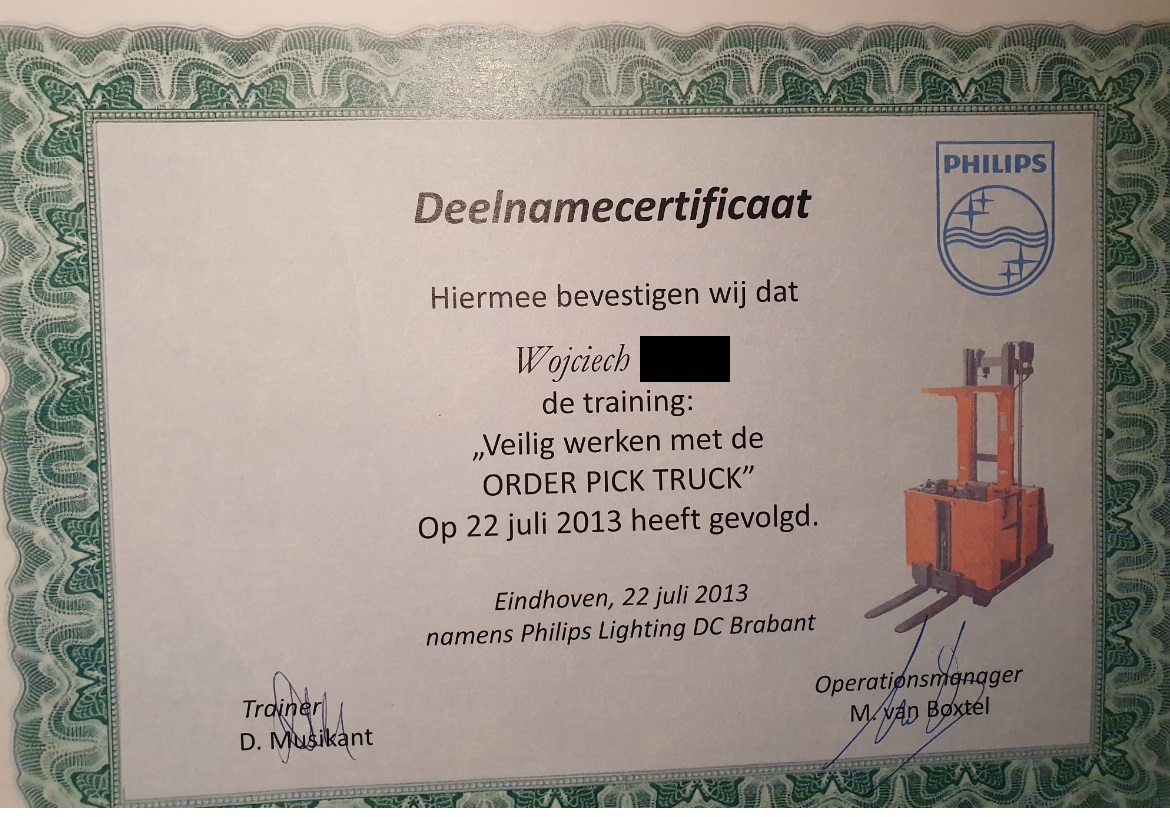 PHILIPS
Deelnamecertificaat
Hiermee bevestigen wij dat
Wojciech
de training:
„Veilig werken met de
ORDER PICK TRUCK”
Op 22 juli 2013 heeft gevolgd.
Eindhoven, 22 juli 2013
namens Philips Lighting DC Brabant
Trainer
D. Musikant
Operationsmanager
M. van Boxtel